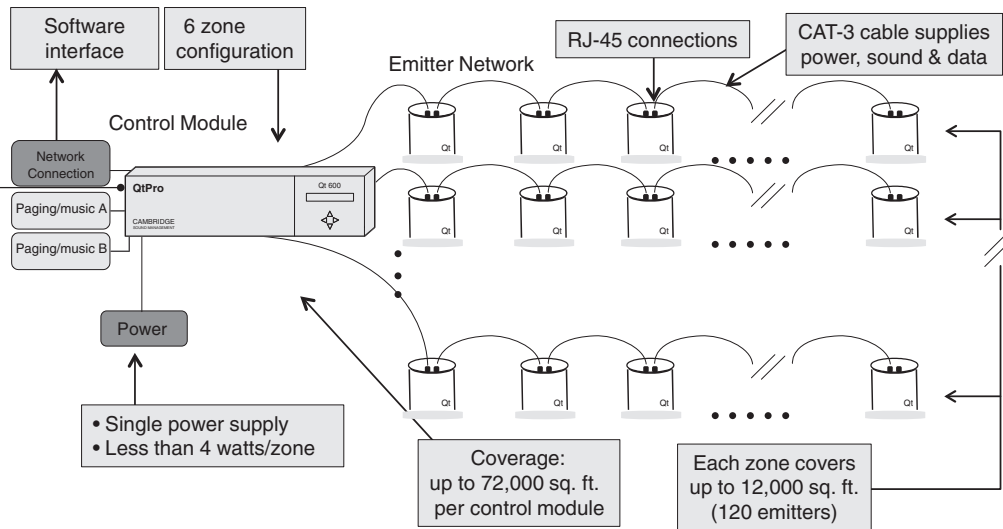 Software
interface
6 zone
configuration
RJ-45 connections
CAT-3 cable supplies
power, sound & data
Emitter Network
Control Module
Qt
Qt
Qt
Qt
Network
Connection
QtPro
Qt 600
Paging/music A
CAMBRIDGE
SOUND MANAGEMENT
Paging/music B
Qt
Qt
Qt
Qt
Power
Qt
Qt
Qt
Qt
• Single power supply
• Less than 4 watts/zone
Coverage:
up to 72,000 sq. ft.
per control module
Each zone covers
up to 12,000 sq. ft.
(120 emitters)